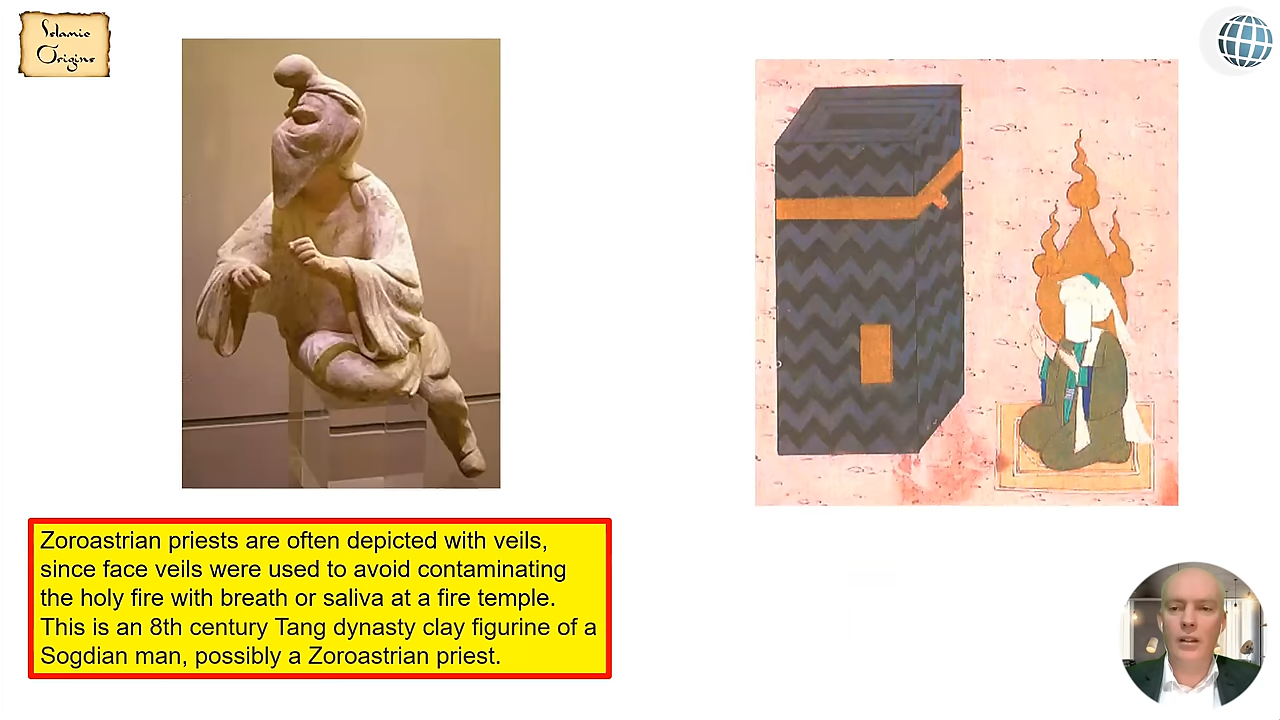 Islamic
Origins
Zoroastrian priests are often depicted with veils,
since face veils were used to avoid contaminating
the holy fire with breath or saliva at a fire temple.
This is an 8th century Tang dynasty clay figurine of a
Sogdian man, possibly a Zoroastrian priest.